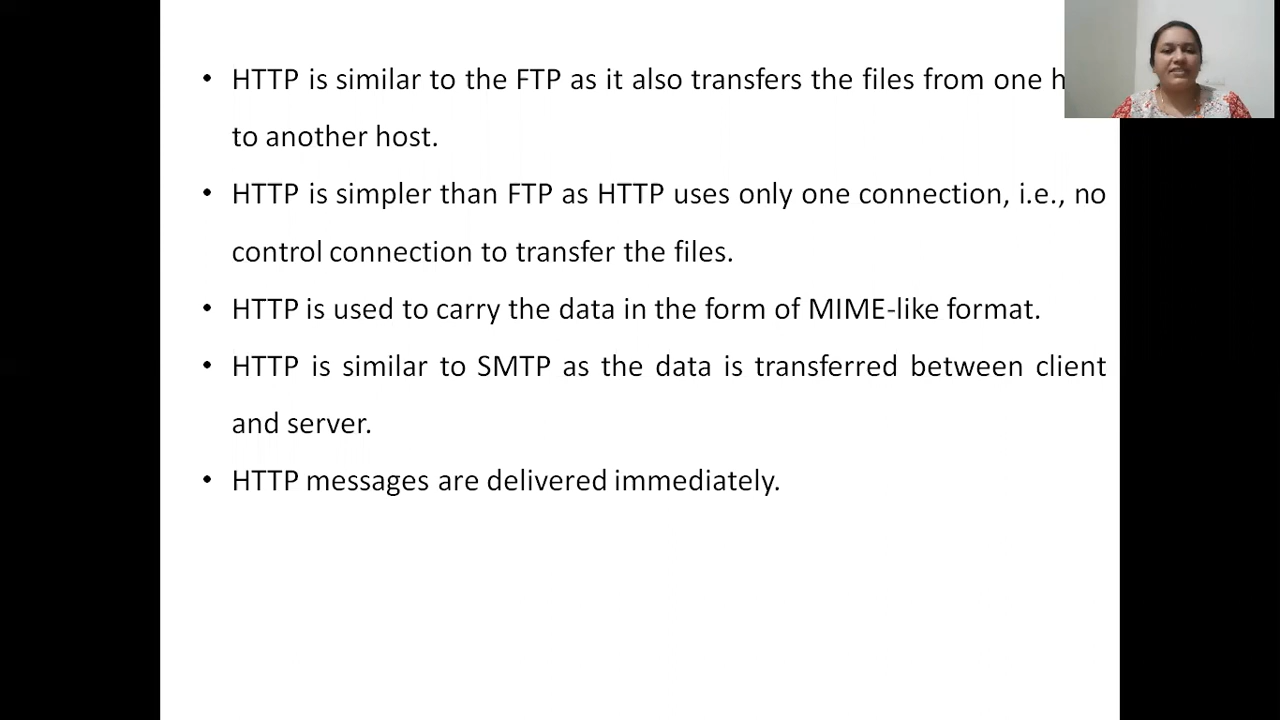 • HTTP is similar to the FTP as it also transfers the files from one
to another host.
• HTTP is simpler than FTP as HTTP uses only one connection, i.e., no
control connection to transfer the files.
• HTTP is used to carry the data in the form of MIME-like format.
• HTTP is similar to SMTP as the data is transferred between client
and server.
• HTTP messages are delivered immediately.